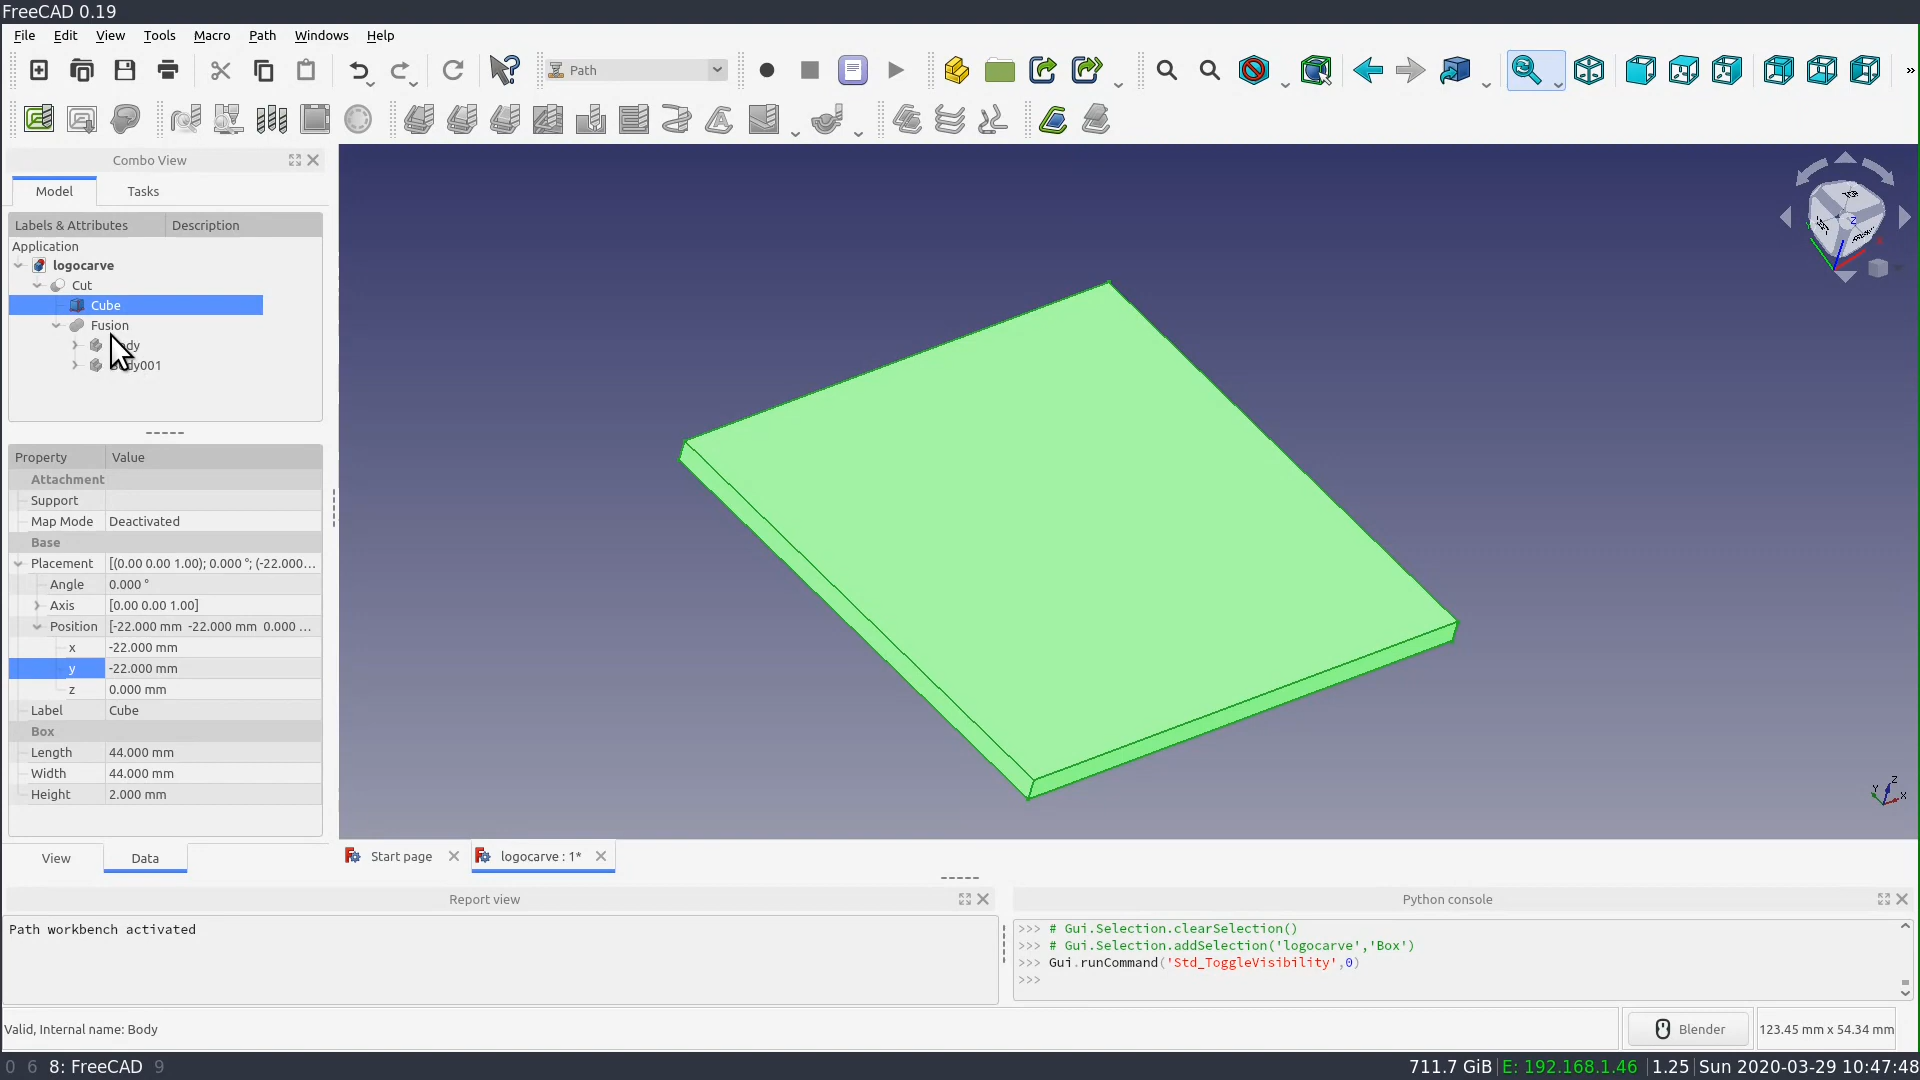 FreeCAD 0.19
File Edit View Tools Macro Path Windows Help
Path
»
Combo View
Model Tasks
Labels & Attributes Description
Application
logocarve
Cut
Cube
Fusion
Property Value
Attachment
Support
Map Mode Deactivated
Base
Placement [(0.00 0.00 1.00); 0.000 °; (-22.000...
Angle 0.000 °
Axis [0.00 0.00 1.00]
Position [-22.000 mm -22.000 mm 0.000 ...
x -22.000 mm
y -22.000 mm
z 0.000 mm
Label Cube
Box
Length 44.000 mm
Width 44.000 mm
Height 2.000 mm
View Data
TOP
Z
Z
Y
X
Start page logocarve : 1*
Report view
Path workbench activated
Python console
>>> # Gui.Selection.clearSelection()
>>> # Gui.Selection.addSelection('logocarve','Box')
>>> Gui.runCommand('Std_ToggleVisibility',0)
>>>
Valid, Internal name: Body
Blender 123.45 mm x 54.34 mm
0 6 8: FreeCAD 9
711.7 GiB|E: 192.168.1.46 |1.25|Sun 2020-03-29 10:47:48